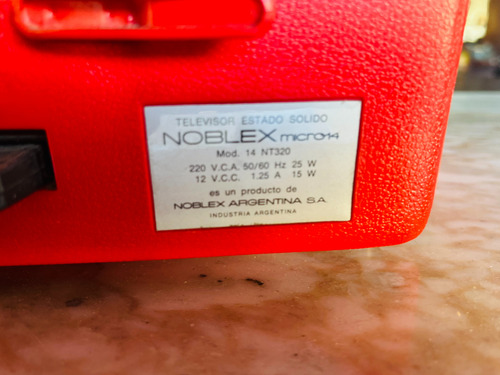 TELEVISOR ESTADO SOLIDO
NOBLEX micro14
Mod. 14 NT320
220 V.C.A. 50/60 Hz 25 W
12 V.C.C. 1.25 A 15 W
es un producto de
NOBLEX ARGENTINA S.A.
INDUSTRIA ARGENTINA